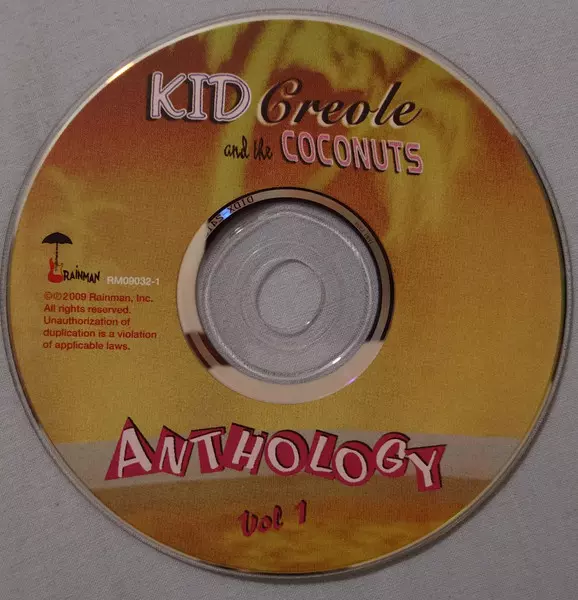 KID Creole
and the COCONUTS
RAINMAN RM09032-1
©℗2009 Rainman, Inc.
All rights reserved.
Unauthorization of
duplication is a violation
of applicable laws.
ANTHOLOGY
Vol 1